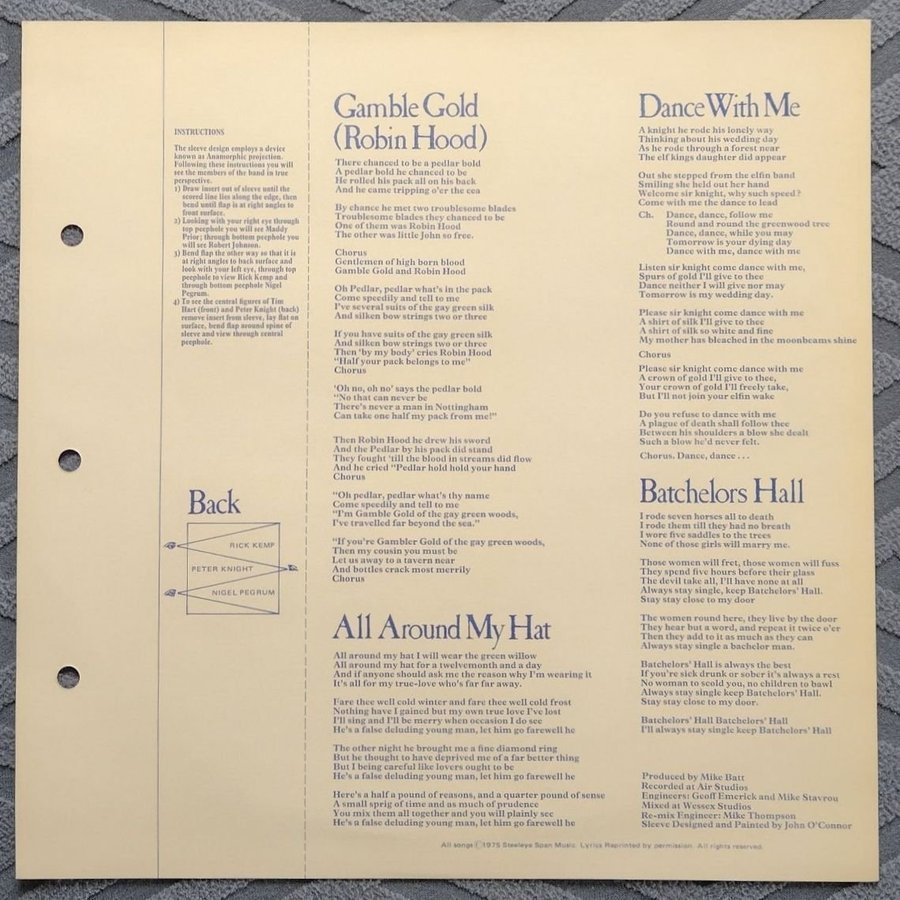 INSTRUCTIONS
The sleeve design employs a device
known as Anamorphic projection.
Following these instructions you will
see the members of the band in true
perspective.
1) Draw insert out of sleeve until the
scored line lies along the edge, then
bend until flap is at right angles to
front surface.
2) Looking with your right eye through
top peephole you will see Maddy
Prior; through bottom peephole you
will see Robert Johnson.
3) Bend flap the other way so that it is
at right angles to back surface and
look with your left eye, through top
peephole to view Rick Kemp and
through bottom peephole Nigel
Pegrum.
4) To see the central figures of Tim
Hart (front) and Peter Knight (back)
remove insert from sleeve, lay flat on
surface, bend flap around spine of
sleeve and view through central
peephole.
Back
RICK KEMP
PETER KNIGHT
NIGEL PEGRUM
Gamble Gold
(Robin Hood)
There chanced to be a pedlar bold
A pedlar bold he chanced to be
He rolled his pack all on his back
And he came tripping o'er the cea
By chance he met two troublesome blades
Troublesome blades they chanced to be
One of them was Robin Hood
The other was little John so free.
Chorus
Gentlemen of high born blood
Gamble Gold and Robin Hood
Oh Pedlar, pedlar what's in the pack
Come speedily and tell to me
I've several suits of the gay green silk
And silken bow strings two or three
If you have suits of the gay green silk
And silken bow strings two or three
Then 'by my body' cries Robin Hood
"Half your pack belongs to me"
Chorus
'Oh no, oh no' says the pedlar bold
"No that can never be
There's never a man in Nottingham
Can take one half my pack from me!"
Then Robin Hood he drew his sword
And the Pedlar by his pack did stand
They fought 'till the blood in streams did flow
And he cried "Pedlar hold hold your hand
Chorus
"Oh pedlar, pedlar what's thy name
Come speedily and tell to me
"I'm Gamble Gold of the gay green woods,
I've travelled far beyond the sea."
"If you're Gambler Gold of the gay green woods,
Then my cousin you must be
Let us away to a tavern near
And bottles crack most merrily
Chorus
All Around My Hat
All around my hat I will wear the green willow
All around my hat for a twelvemonth and a day
And if anyone should ask me the reason why I'm wearing it
It's all for my true-love who's far far away.
Fare thee well cold winter and fare thee well cold frost
Nothing have I gained but my own true love I've lost
I'll sing and I'll be merry when occasion I do see
He's a false deluding young man, let him go farewell he
The other night he brought me a fine diamond ring
But he thought to have deprived me of a far better thing
But I being careful like lovers ought to be
He's a false deluding young man, let him go farewell he
Here's a half a pound of reasons, and a quarter pound of sense
A small sprig of time and as much of prudence
You mix them all together and you will plainly see
He's a false deluding young man, let him go farewell he
Dance With Me
A knight he rode his lonely way
Thinking about his wedding day
As he rode through a forest near
The elf kings daughter did appear
Out she stepped from the elfin band
Smiling she held out her hand
Welcome sir knight, why such speed?
Come with me the dance to lead
Ch. Dance, dance, follow me
Round and round the greenwood tree
Dance, dance, while you may
Tomorrow is your dying day
Dance with me, dance with me
Listen sir knight come dance with me,
Spurs of gold I'll give to thee
Dance neither I will give nor may
Tomorrow is my wedding day.
Please sir knight come dance with me
A shirt of silk I'll give to thee
A shirt of silk so white and fine
My mother has bleached in the moonbeams shine
Chorus
Please sir knight come dance with me
A crown of gold I'll give to thee,
Your crown of gold I'll freely take,
But I'll not join your elfin wake
Do you refuse to dance with me
A plague of death shall follow thee
Between his shoulders a blow she dealt
Such a blow he'd never felt.
Chorus. Dance, dance ...
Batchelors Hall
I rode seven horses all to death
I rode them till they had no breath
I wore five saddles to the trees
None of those girls will marry me.
Those women will fret, those women will fuss
They spend five hours before their glass
The devil take all, I'll have none at all
Always stay single, keep Batchelors' Hall.
Stay stay close to my door
The women round here, they live by the door
They hear but a word, and repeat it twice e'er
Then they add to it as much as they can
Always stay single a bachelor man.
Batchelors' Hall is always the best
If you're sick drunk or sober it's always a rest
No woman to scold you, no children to bawl
Always stay single keep Batchelors' Hall.
Stay stay close to my door.
Batchelors' Hall Batchelors' Hall
I'll always stay single keep Batchelors' Hall
Produced by Mike Batt
Recorded at Air Studios
Engineers: Geoff Emerick and Mike Stavrou
Mixed at Wessex Studios
Re-mix Engineer: Mike Thompson
Sleeve Designed and Painted by John O'Connor
All songs ©1975 Steeleye Span Music. Lyrics Reprinted by permission. All rights reserved.